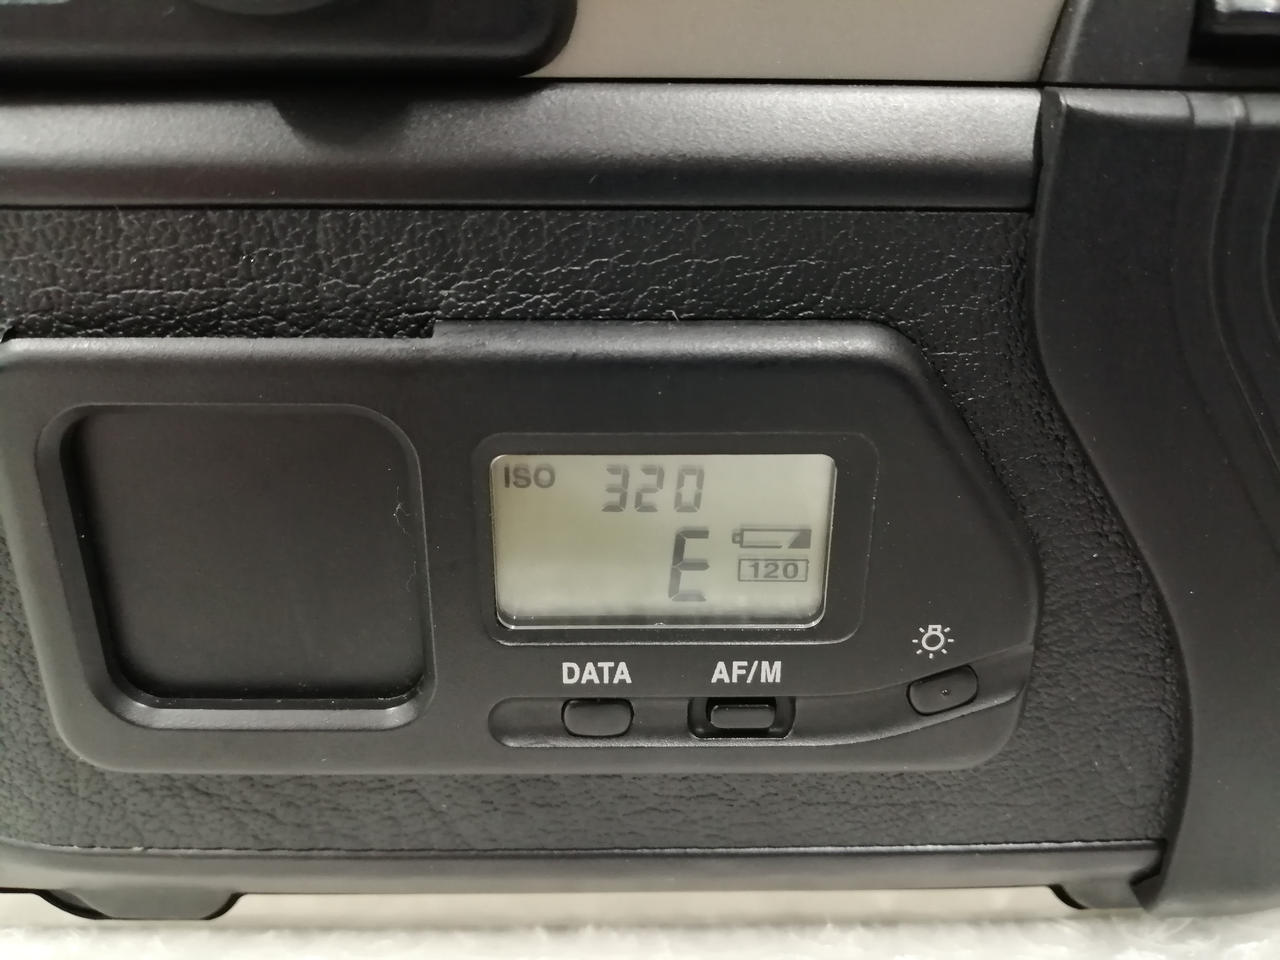 ISO 320
E
120
DATA AF/M